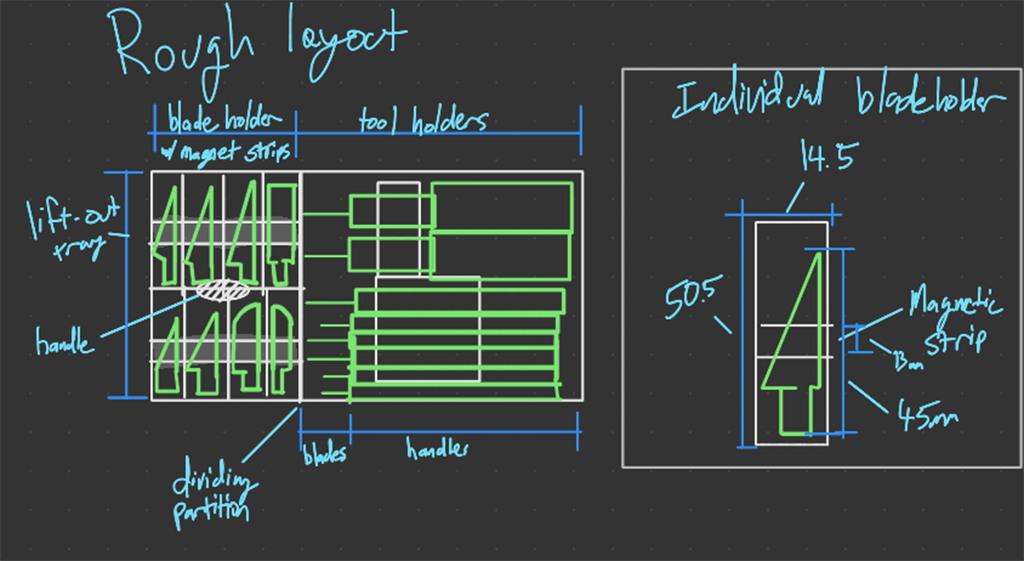 Rough layout
blade holder
w/ magnet strips
tool holders
lift-out
tray
handle
dividing
partition
blades
handles
Individual bladeholder
14.5
50.5
Magnetic
strip
13mm
45mm